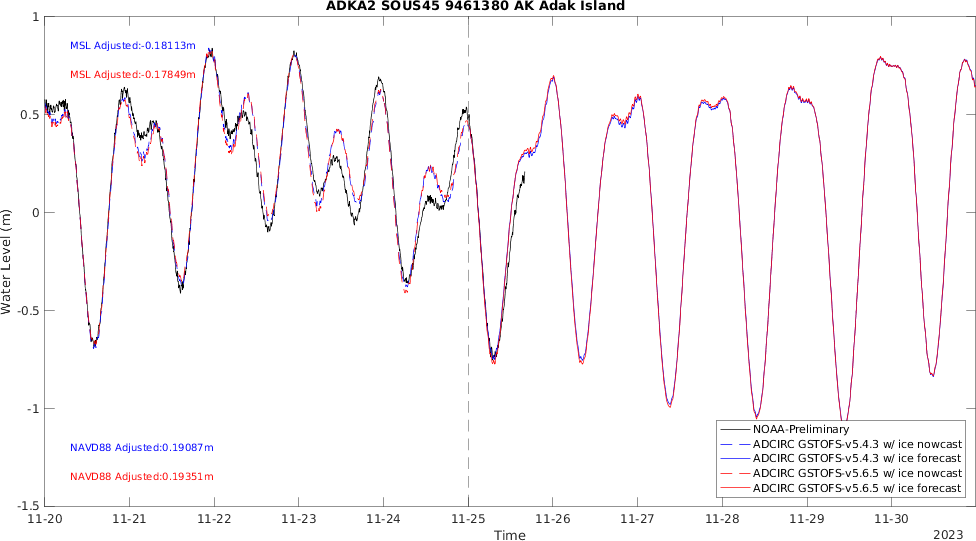 ADKA2 SOUS45 9461380 AK Adak Island
MSL Adjusted:-0.18113m
MSL Adjusted:-0.17849m
Water Level (m)
1
0.5
0
-0.5
-1
-1.5
NAVD88 Adjusted:0.19087m
NAVD88 Adjusted:0.19351m
NOAA-Preliminary
ADCIRC GSTOFS-v5.4.3 w/ ice nowcast
ADCIRC GSTOFS-v5.4.3 w/ ice forecast
ADCIRC GSTOFS-v5.6.5 w/ ice nowcast
ADCIRC GSTOFS-v5.6.5 w/ ice forecast
11-20 11-21 11-22 11-23 11-24 11-25 11-26 11-27 11-28 11-29 11-30
Time
2023